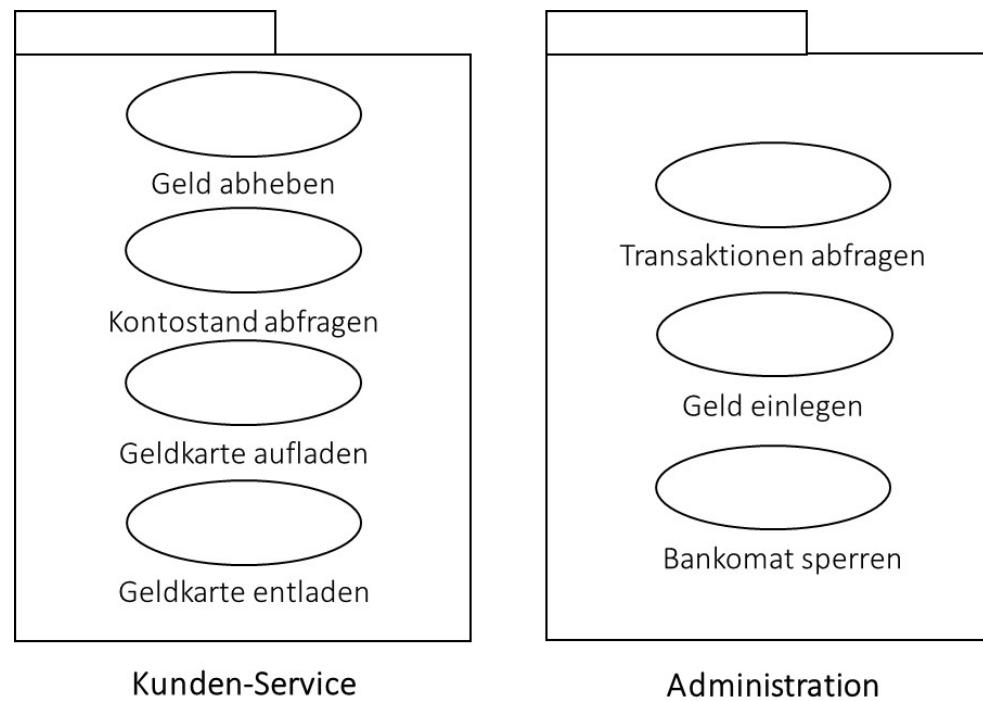 Geld abheben
Kontostand abfragen
Geldkarte aufladen
Geldkarte entladen
Kunden-Service
Transaktionen abfragen
Geld einlegen
Bankomat sperren
Administration